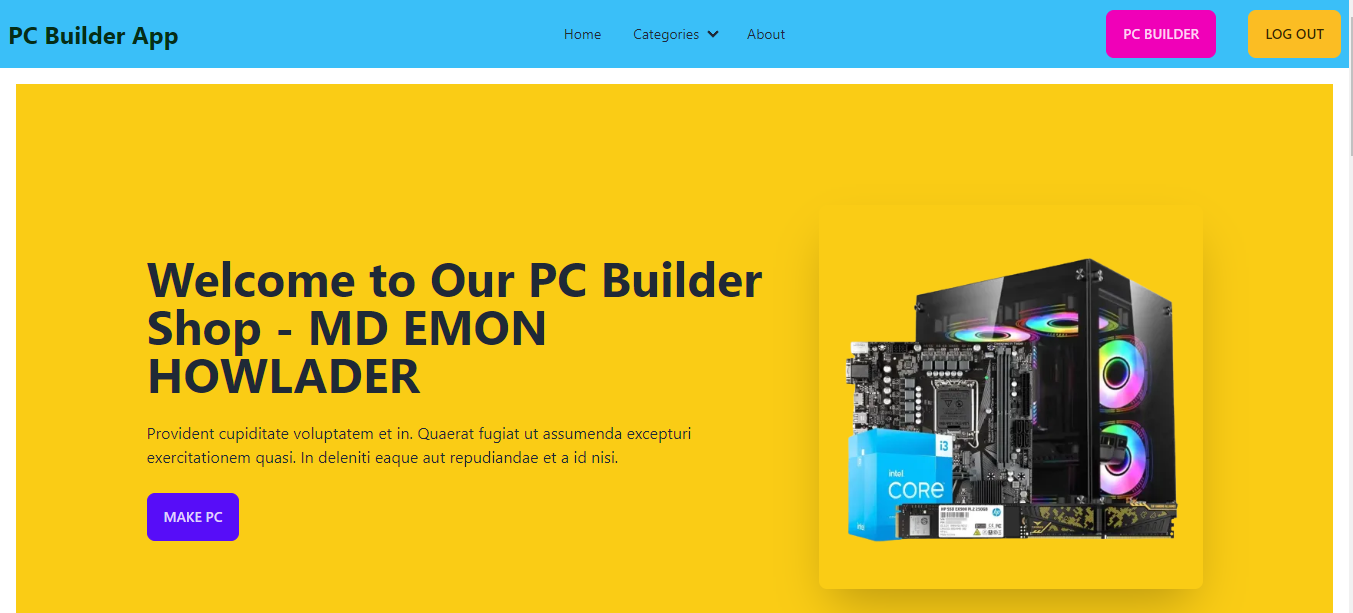 PC Builder App
Home
Categories
About
PC BUILDER
LOG OUT
Welcome to Our PC Builder
Shop - MD EMON
HOWLADER
Provident cupiditate voluptatem et in. Quaerat fugiat ut assumenda excepturi
exercitationem quasi. In deleniti eaque aut repudiandae et a id nisi.
MAKE PC
i3
intel
CORE
intel
hp